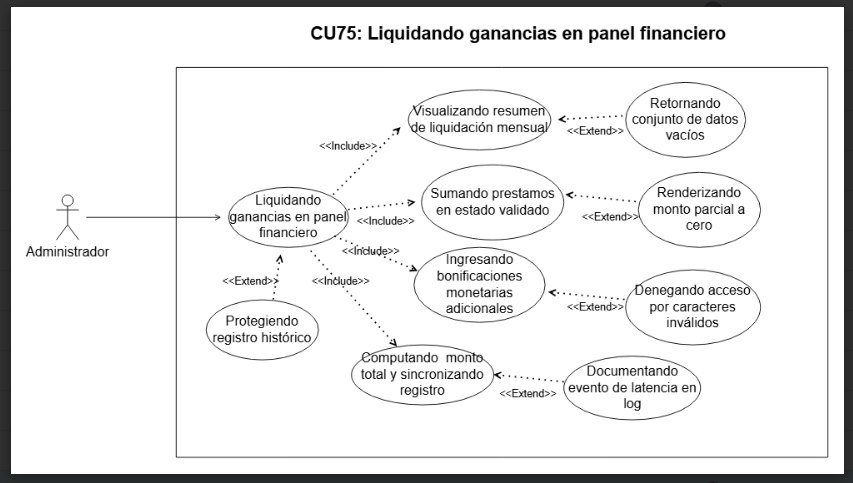 CU75: Liquidando ganancias en panel financiero
Visualizando resumen
de liquidación mensual
<<Extend>>
Retornando
conjunto de datos
vacíos
<<Include>>
Administrador
Liquidando
ganancias en panel
financiero
<<Include>>
Sumando prestamos
en estado validado
<<Extend>>
Renderizando
monto parcial a
cero
<<Include>>
Ingresando
bonificaciones
monetarias
adicionales
<<Extend>>
Denegando acceso
por caracteres
inválidos
<<Extend>>
Protegiendo
registro histórico
<<Include>>
Computando  monto
total y sincronizando
registro
<<Extend>>
Documentando
evento de latencia en
log